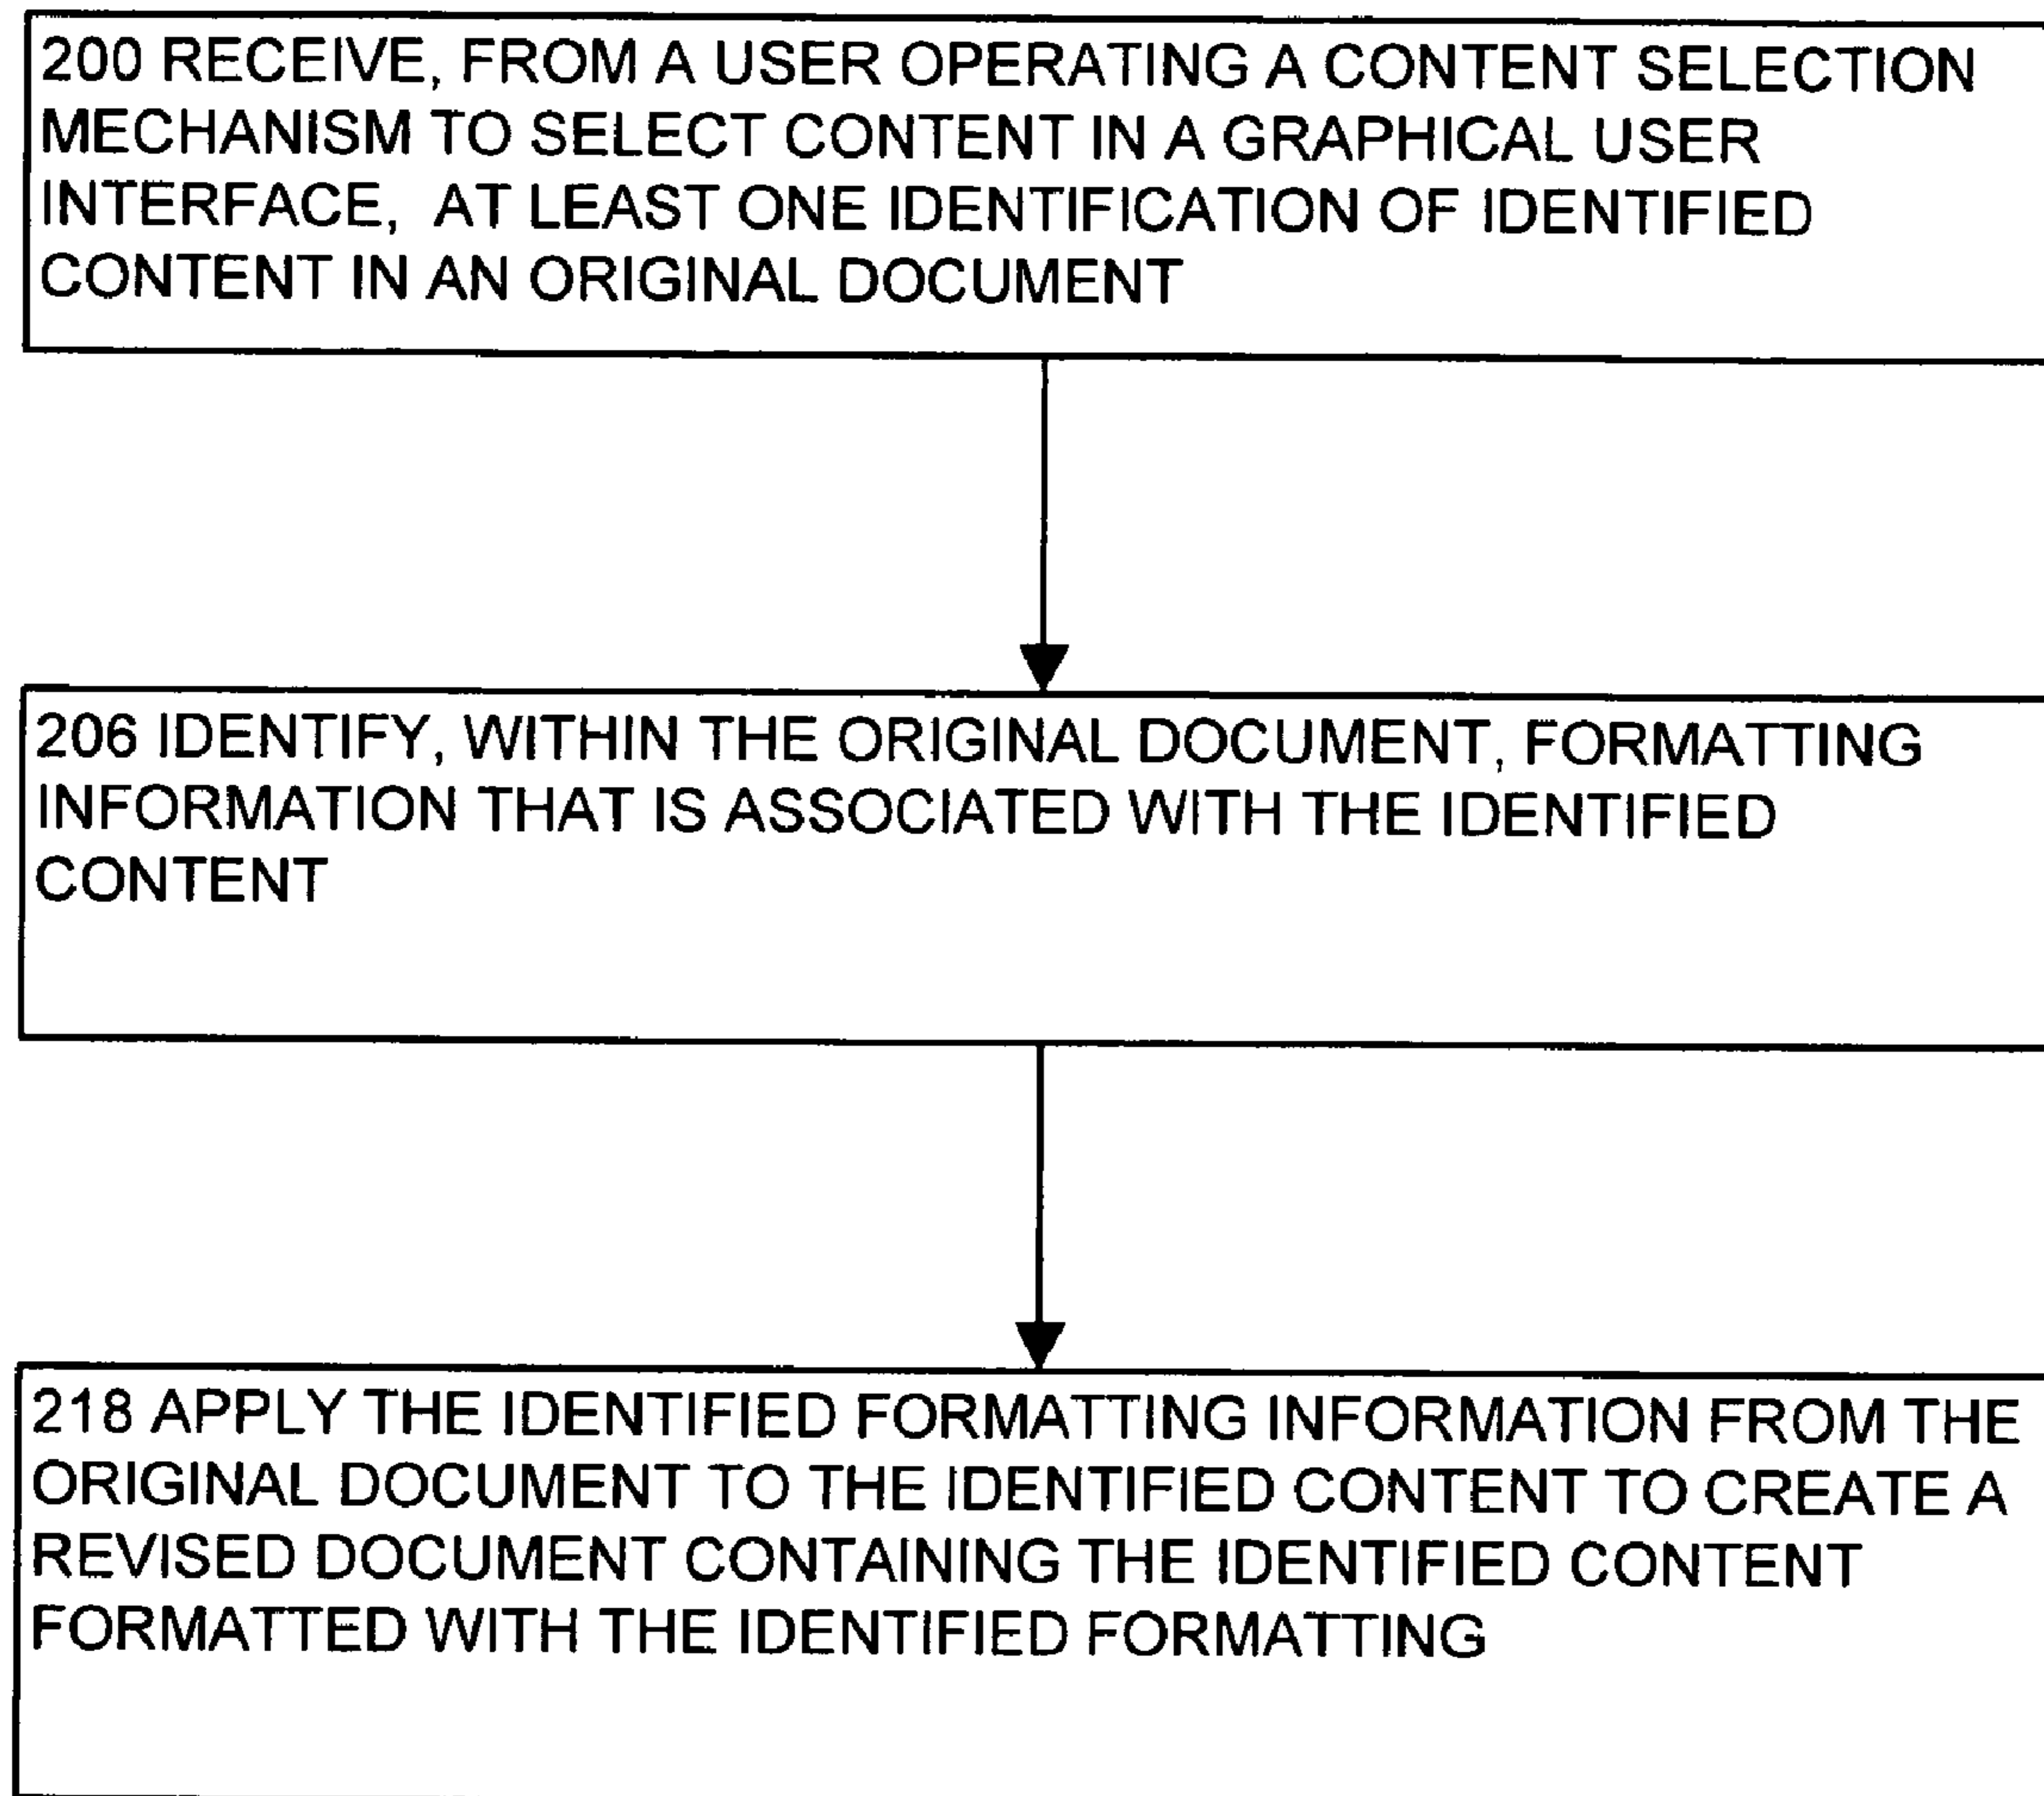 200 RECEIVE, FROM A USER OPERATING A CONTENT SELECTION
MECHANISM TO SELECT CONTENT IN A GRAPHICAL USER
INTERFACE, AT LEAST ONE IDENTIFICATION OF IDENTIFIED
CONTENT IN AN ORIGINAL DOCUMENT
206 IDENTIFY, WITHIN THE ORIGINAL DOCUMENT, FORMATTING
INFORMATION THAT IS ASSOCIATED WITH THE IDENTIFIED
CONTENT
218 APPLY THE IDENTIFIED FORMATTING INFORMATION FROM THE
ORIGINAL DOCUMENT TO THE IDENTIFIED CONTENT TO CREATE A
REVISED DOCUMENT CONTAINING THE IDENTIFIED CONTENT
FORMATTED WITH THE IDENTIFIED FORMATTING